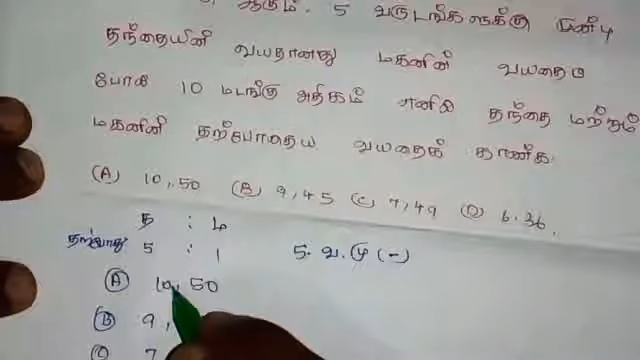 ஆகும். 5 வருடங்களுக்கு முன்பு
தந்தையின் வயதானது மகனின் வயதைப்
போல் 10 மடங்கு அதிகம் எனில் தந்தை மற்றும்
மகனின் தற்போதைய வயதைக் காண்க.
(A) 10, 50 (B) 9, 45 (C) 7, 49 (D) 6, 36.
த : ம
தற்போது 5 : 1 5. வ. மு (-)
(A) 10, 50
(B) 9,
(C) 7